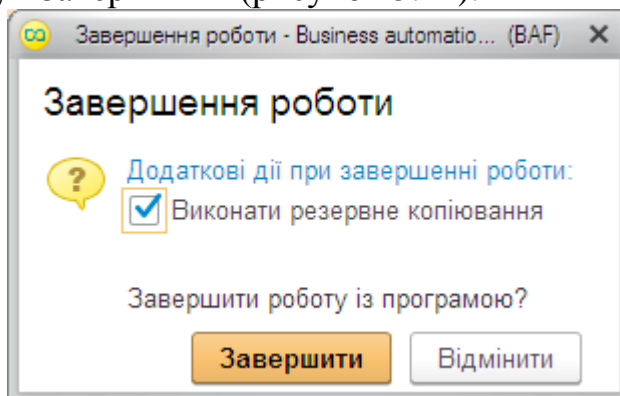 Завершення роботи - Business automatio... (BAF)
Завершення роботи
Додаткові дії при завершенні роботи:
Виконати резервне копіювання
Завершити роботу із програмою?
Завершити Відмінити